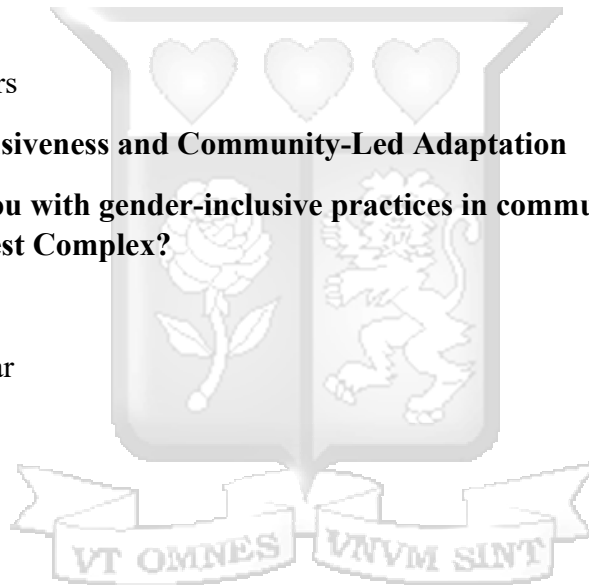 rs
siveness and Community-Led Adaptation
ou with gender-inclusive practices in commu
est Complex?
ar
VT OMNES VNVM SINT